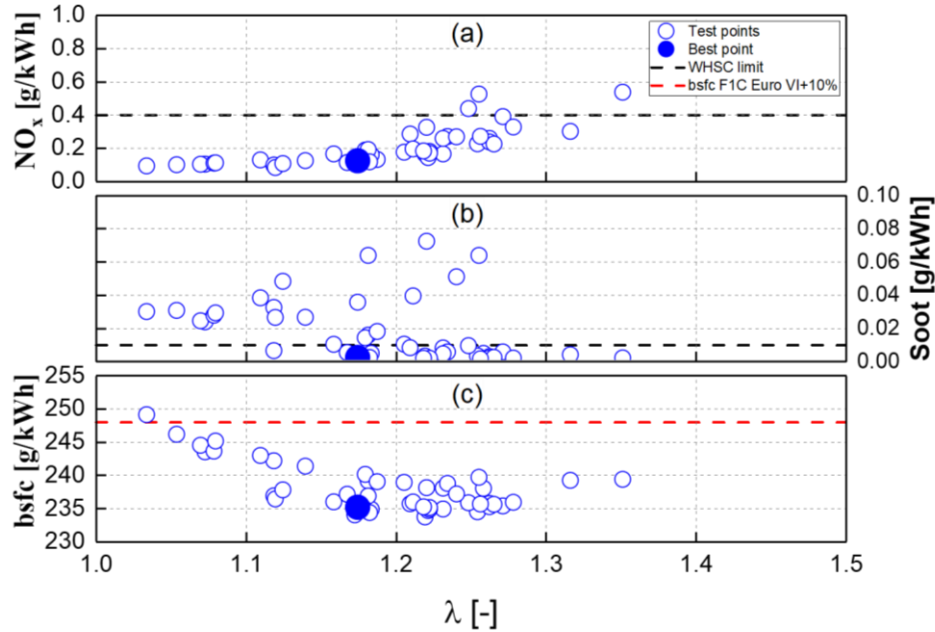 NOx [g/kWh]
1.0
0.8
0.6
0.4
0.2
0.0
(a)
Test points
Best point
WHSC limit
bsfc F1C Euro VI+10%
(b)
0.10
0.08
0.06
0.04
0.02
0.00
Soot [g/kWh]
bsfc [g/kWh]
255
250
245
240
235
230
(c)
1.0 1.1 1.2 1.3 1.4 1.5
λ [-]